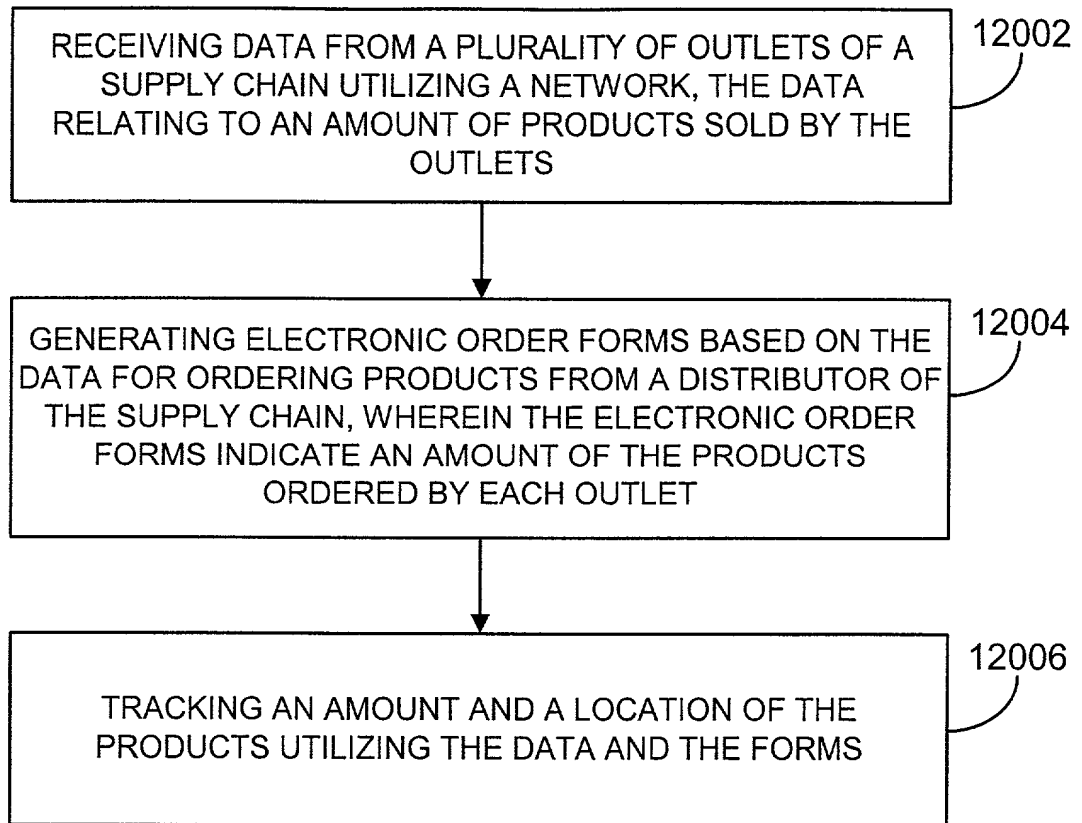 RECEIVING DATA FROM A PLURALITY OF OUTLETS OF A
SUPPLY CHAIN UTILIZING A NETWORK, THE DATA
RELATING TO AN AMOUNT OF PRODUCTS SOLD BY THE
OUTLETS
12002
GENERATING ELECTRONIC ORDER FORMS BASED ON THE
DATA FOR ORDERING PRODUCTS FROM A DISTRIBUTOR OF
THE SUPPLY CHAIN, WHEREIN THE ELECTRONIC ORDER
FORMS INDICATE AN AMOUNT OF THE PRODUCTS
ORDERED BY EACH OUTLET
12004
TRACKING AN AMOUNT AND A LOCATION OF THE
PRODUCTS UTILIZING THE DATA AND THE FORMS
12006